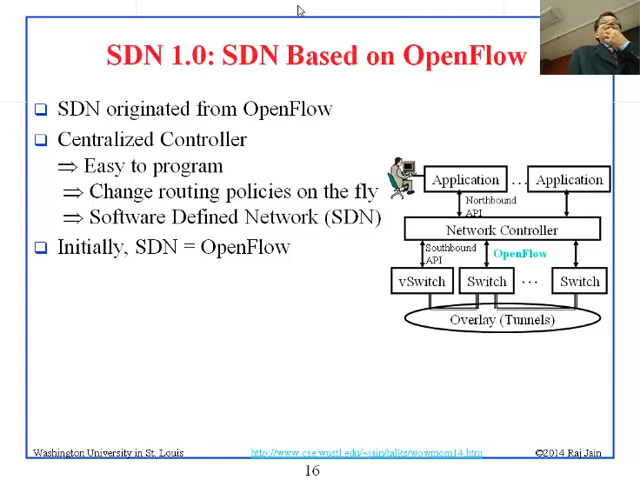 SDN 1.0: SDN Based on OpenFlow
SDN originated from OpenFlow
Centralized Controller
⇒ Easy to program
⇒ Change routing policies on the fly
⇒ Software Defined Network (SDN)
Initially, SDN = OpenFlow
Application
...
Application
Northbound
API
Network Controller
Southbound
API
OpenFlow
vSwitch
Switch
...
Switch
Overlay (Tunnels)
Washington University in St. Louis
http://www.cse.wustl.edu/~jain/talks/wowmom14.htm
©2014 Raj Jain
16